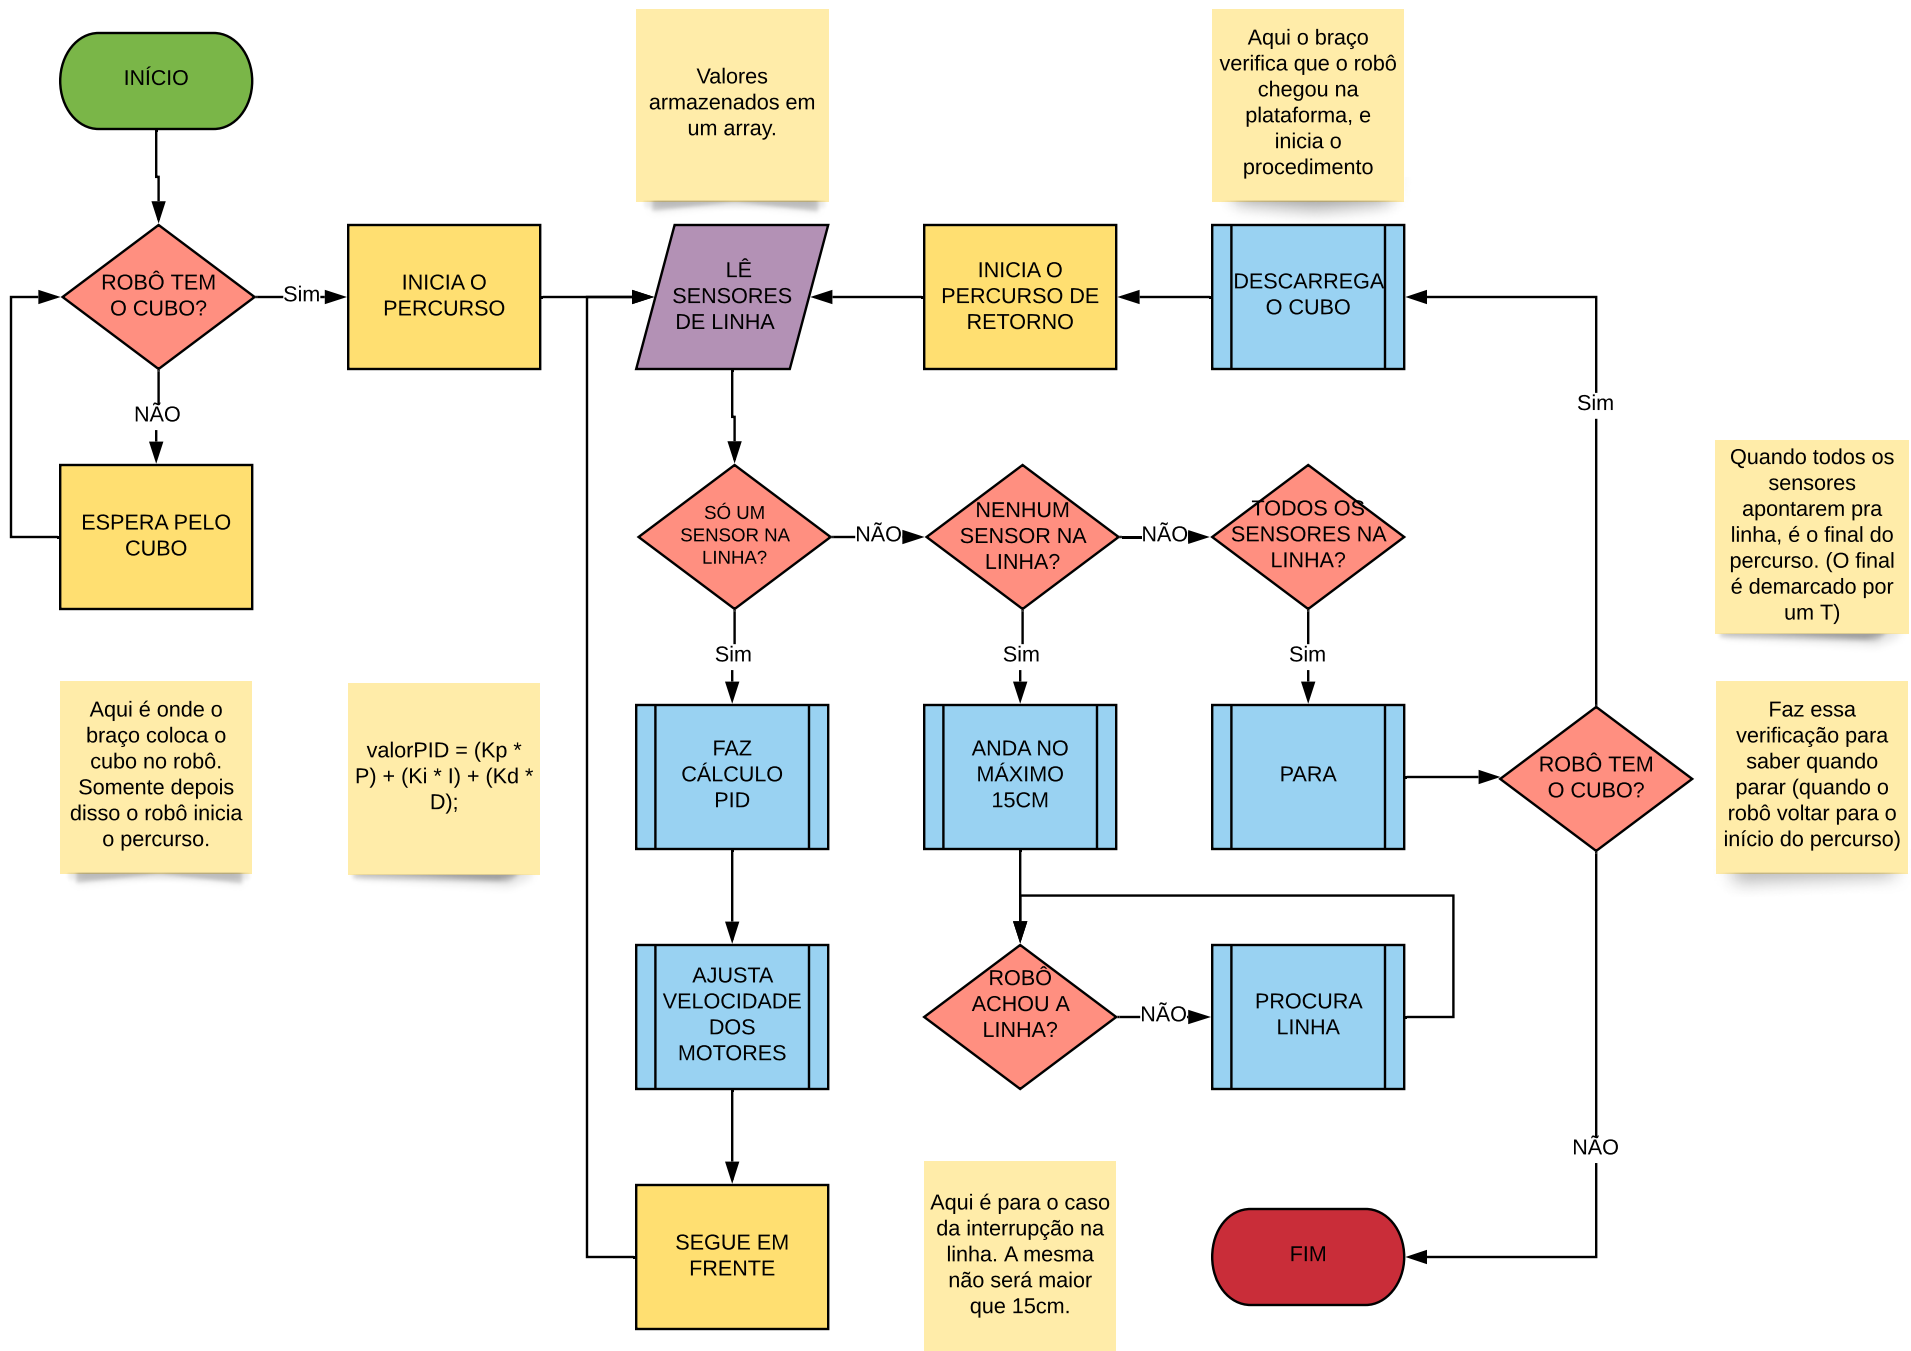 INÍCIO
Valores
armazenados em
um array.
Aqui o braço
verifica que o robô
chegou na
plataforma, e
inicia o
procedimento
ROBÔ TEM
O CUBO?
Sim
INICIA O
PERCURSO
LÊ
SENSORES
DE LINHA
INICIA O
PERCURSO DE
RETORNO
DESCARREGA
O CUBO
NÃO
Sim
ESPERA PELO
CUBO
SÓ UM
SENSOR NA
LINHA?
NÃO
NENHUM
SENSOR NA
LINHA?
NÃO
TODOS OS
SENSORES NA
LINHA?
Quando todos os
sensores
apontarem pra
linha, é o final do
percurso. (O final
é demarcado por
um T)
Sim
Sim
Sim
Aqui é onde o
braço coloca o
cubo no robô.
Somente depois
disso o robô inicia
o percurso.
valorPID = (Kp *
P) + (Ki * I) + (Kd *
D);
FAZ
CÁLCULO
PID
ANDA NO
MÁXIMO
15CM
PARA
ROBÔ TEM
O CUBO?
Faz essa
verificação para
saber quando
parar (quando o
robô voltar para o
início do percurso)
AJUSTA
VELOCIDADE
DOS
MOTORES
ROBÔ
ACHOU A
LINHA?
NÃO
PROCURA
LINHA
NÃO
SEGUE EM
FRENTE
Aqui é para o caso
da interrupção na
linha. A mesma
não será maior
que 15cm.
FIM